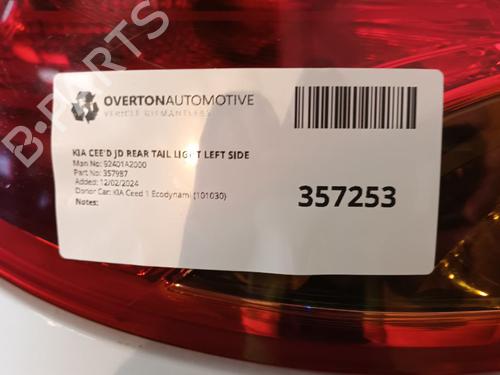 B-PARTS
OVERTONAUTOMOTIVE
VEHICLE DISMANTLERS
KIA CEE'D JD REAR TAIL LIGHT LEFT SIDE
Man No: 92401A2000
Part No: 357987
Added: 12/02/2024
Donor Car: KIA Ceed 1 Ecodynami (101030)
Notes:
357253